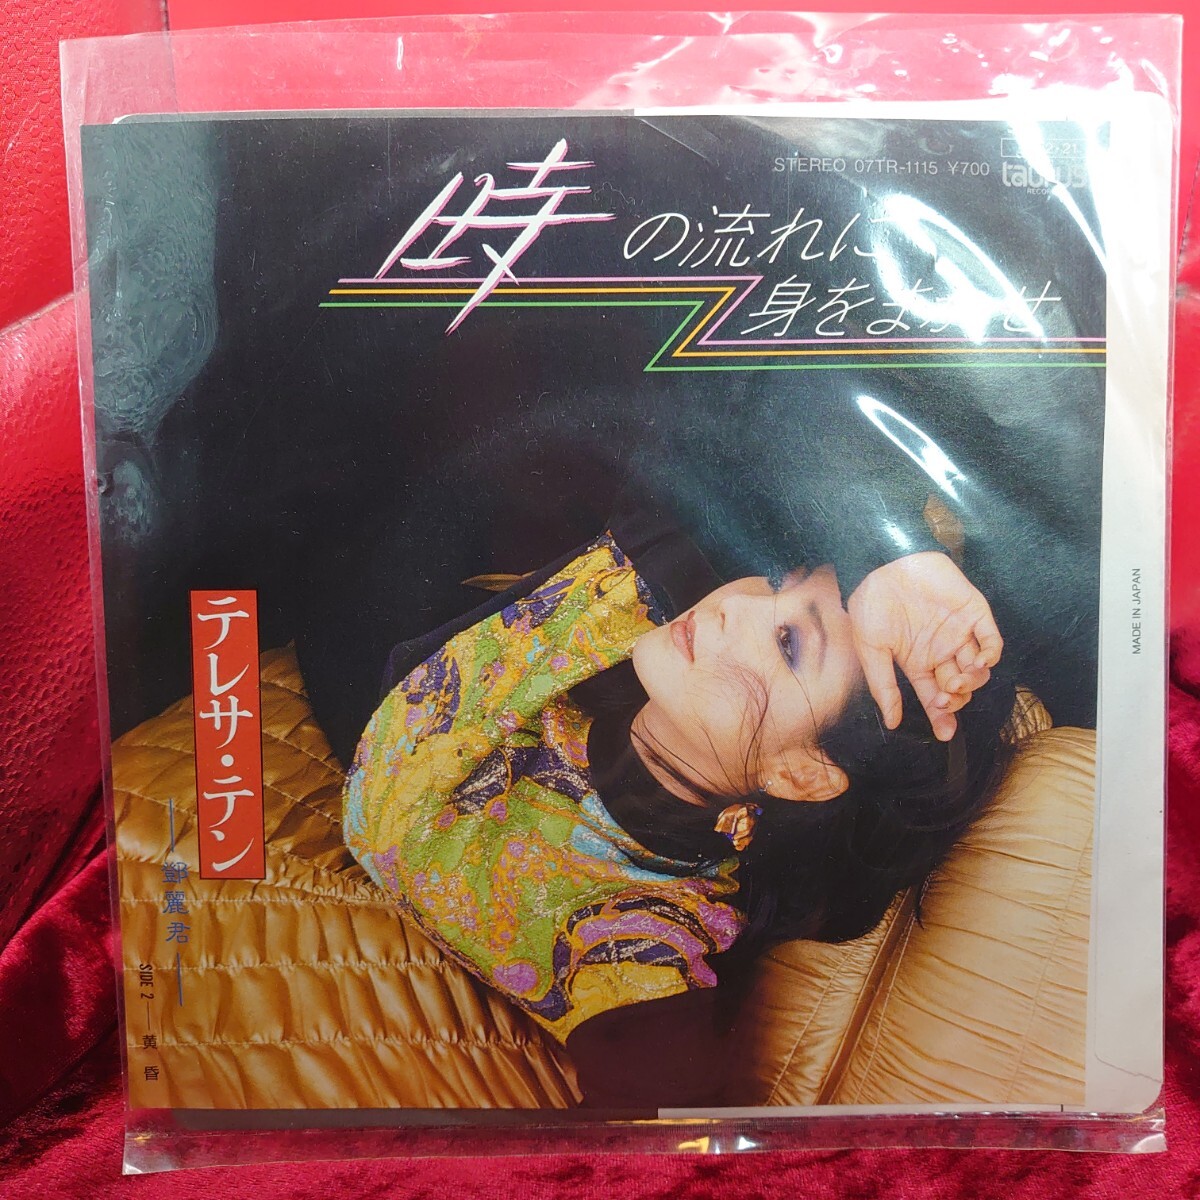 STEREO 07TR-1115 ¥700
taurus
時の流れに
身をまかせ
テレサ・テン
鄧麗君
SIDE 2—黄昏
MADE IN JAPAN